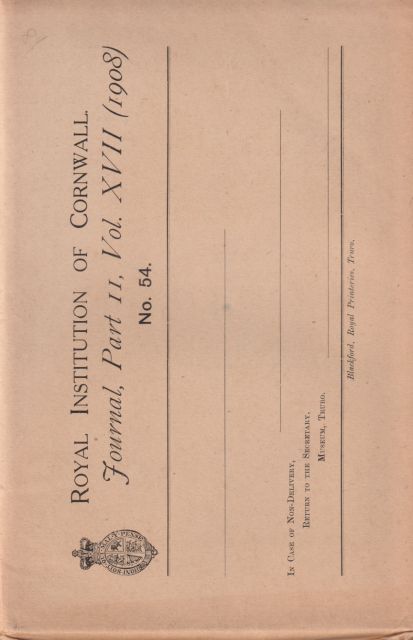 ROYAL INSTITUTION OF CORNWALL.
Journal, Part II, Vol. XVII (1908)
No. 54.
IN CASE OF NON-DELIVERY,
RETURN TO THE SECRETARY,
MUSEUM, TRURO.
Blackford, Royal Printeries, Truro.